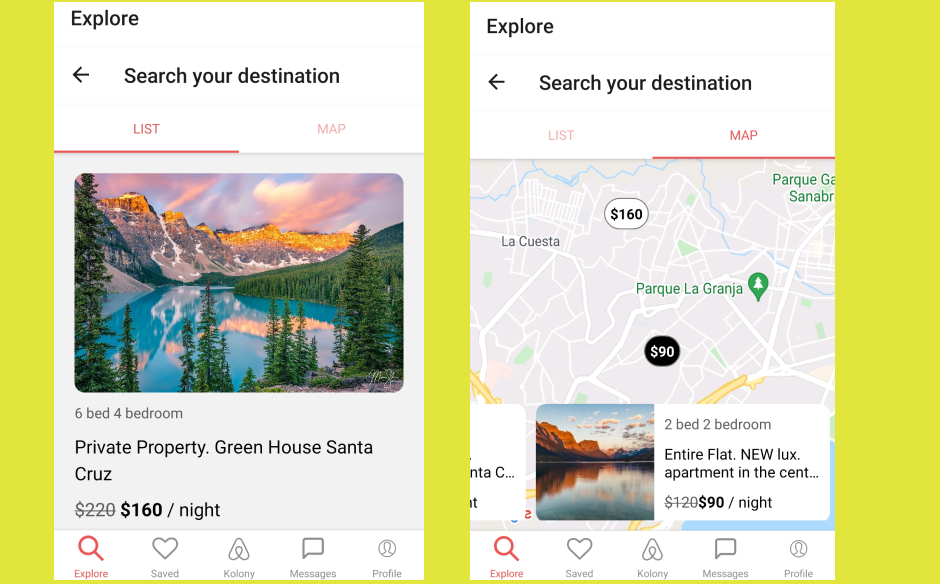 Explore
Search your destination
LIST MAP
6 bed 4 bedroom
Private Property. Green House Santa
Cruz
$220 $160 / night
Explore Saved Kolony Messages Profile
Explore
Search your destination
LIST MAP
Parque Ga
Sanabr
$160
La Cuesta
Parque La Granja
$90
2 bed 2 bedroom
Entire Flat. NEW lux.
nta C... apartment in the cent...
$120$90 / night
Explore Saved Kolony Messages Profile